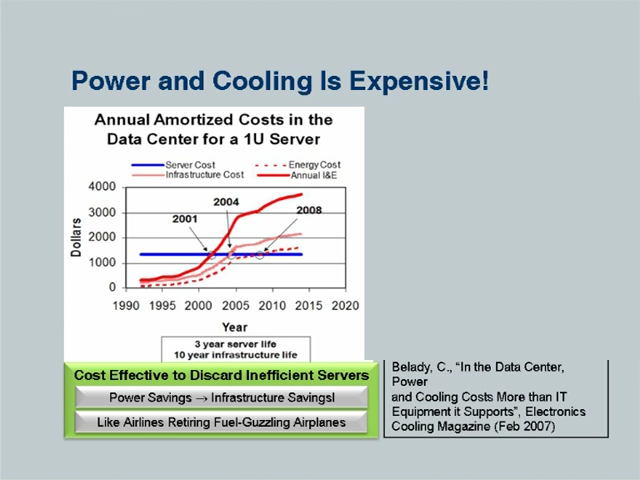 Power and Cooling Is Expensive!
Annual Amortized Costs in the
Data Center for a 1U Server
Server Cost
Energy Cost
Infrastructure Cost
Annual I&E
4000
3000
2000
1000
0
Dollars
2001
2004
2008
1990 1995 2000 2005 2010 2015 2020
Year
3 year server life
10 year infrastructure life
Cost Effective to Discard Inefficient Servers
Power Savings → Infrastructure Savings!
Like Airlines Retiring Fuel-Guzzling Airplanes
Belady, C., “In the Data Center,
Power
and Cooling Costs More than IT
Equipment it Supports”, Electronics
Cooling Magazine (Feb 2007)